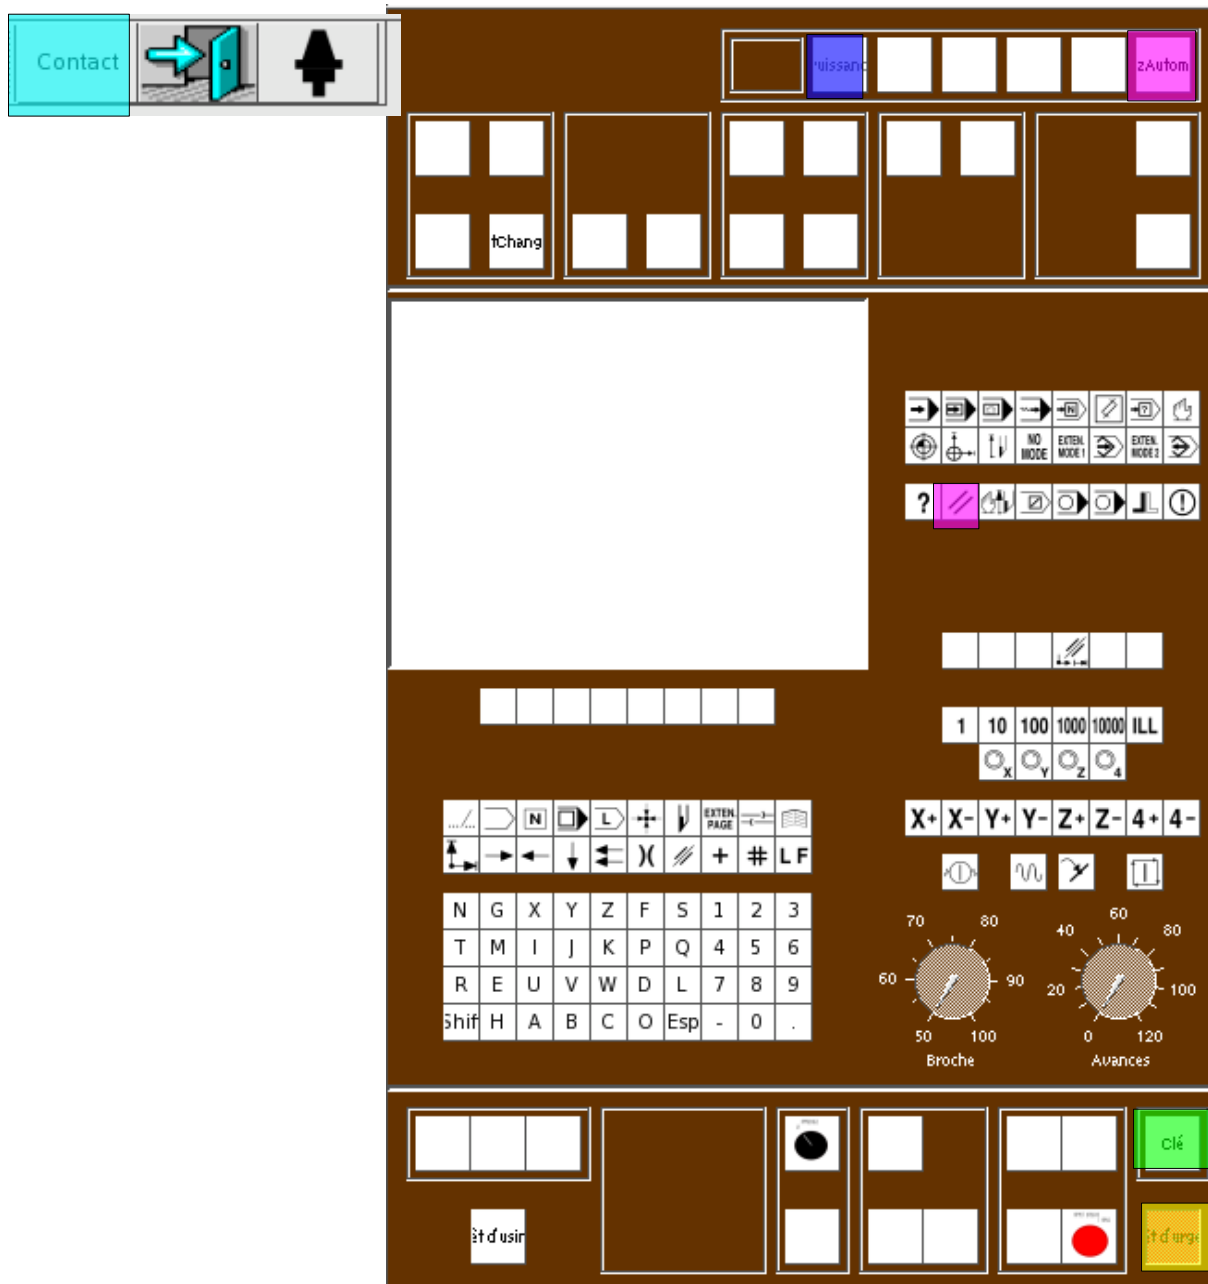 Contact
uissanc
zAutom
tChang
N
?
NO MODE
EXTEN. MODE 1
EXTEN. MODE 2
?
1 10 100 1000 10000 ILL
X Y Z 4
N L EXTEN. PAGE
)( + # L F
X+ X- Y+ Y- Z+ Z- 4+ 4-
N G X Y Z F S 1 2 3
T M I J K P Q 4 5 6
R E U V W D L 7 8 9
Shif H A B C O Esp - 0 .
70 80
60 90
50 100
Broche
60
40 80
20 100
0 120
Avances
Clé
êt d'usir
it d'urge